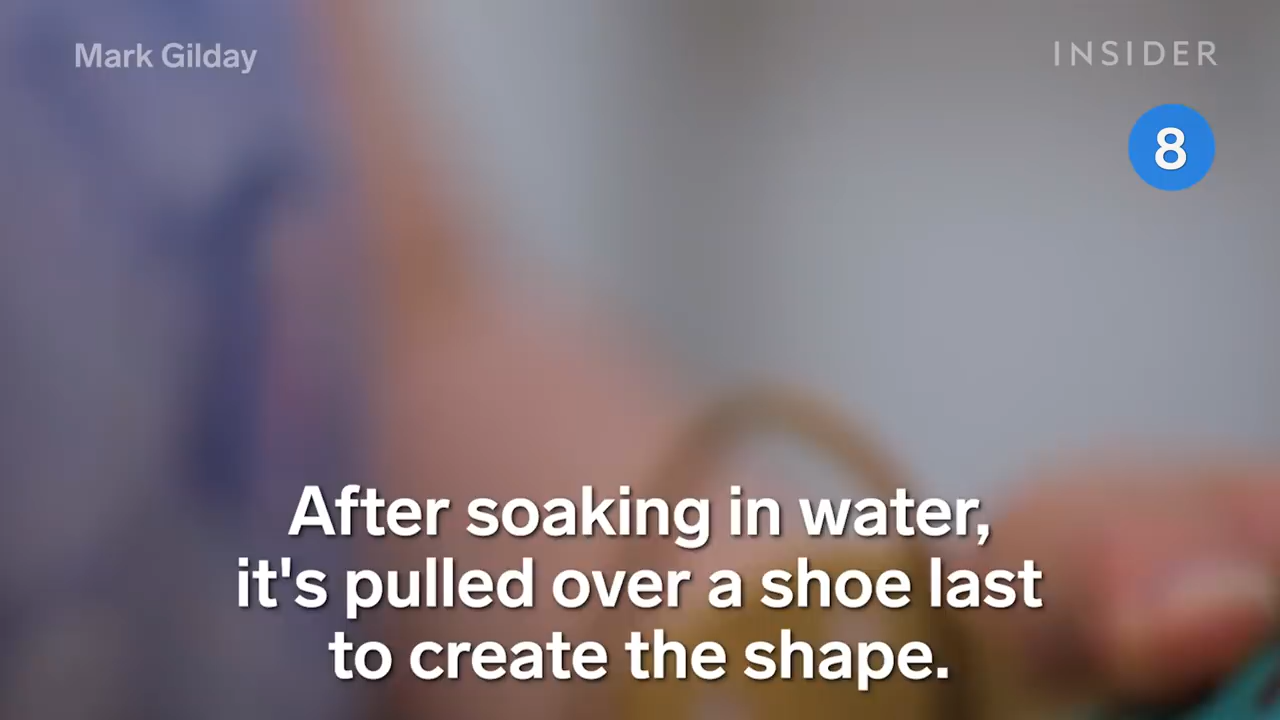 Mark Gilday
INSIDER
8
After soaking in water,
it's pulled over a shoe last
to create the shape.